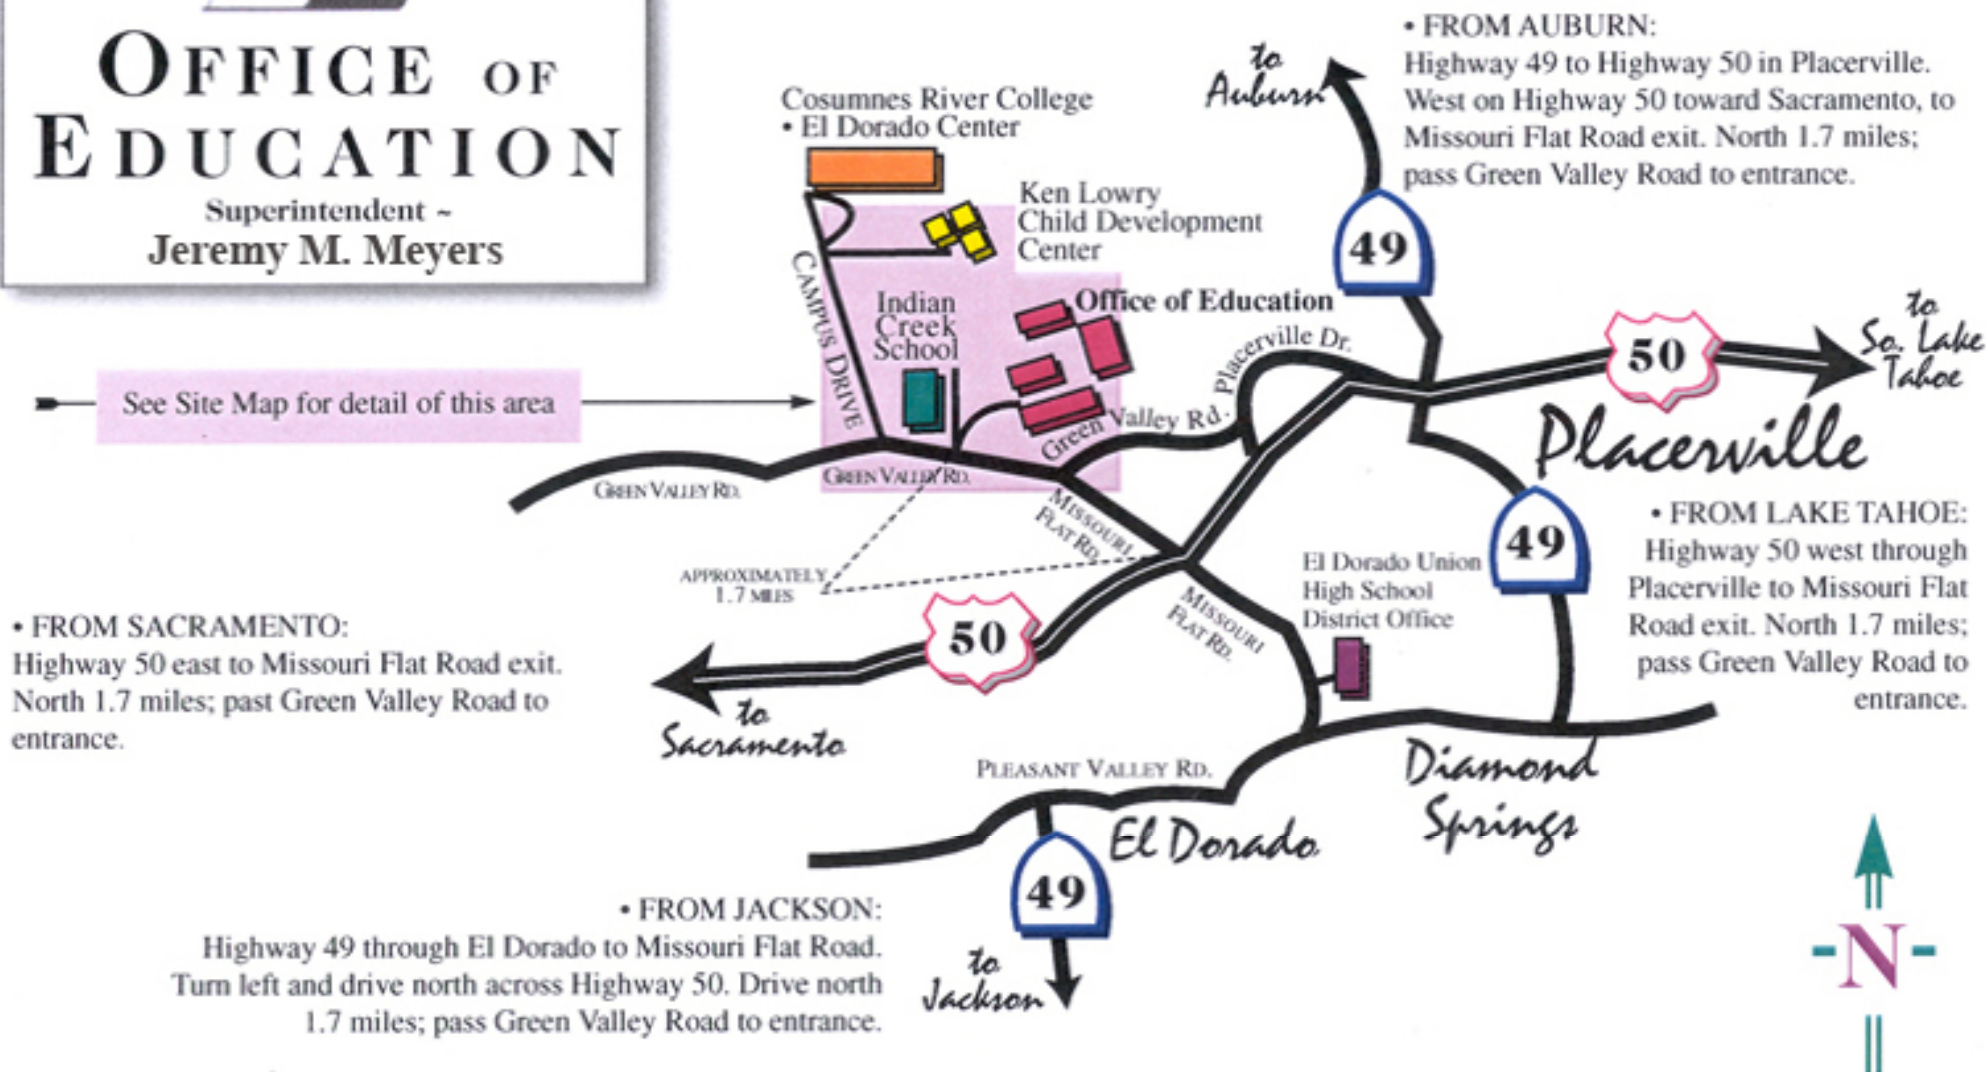 OFFICE OF
EDUCATION
Superintendent ~
Jeremy M. Meyers
• FROM AUBURN:
Highway 49 to Highway 50 in Placerville.
West on Highway 50 toward Sacramento, to
Missouri Flat Road exit. North 1.7 miles;
pass Green Valley Road to entrance.
to
Auburn
Cosumnes River College
• El Dorado Center
Ken Lowry
Child Development
Center
49
CAMPUS DRIVE
Indian
Creek
School
Office of Education
Placerville Dr.
50
to
So. Lake
Tahoe
See Site Map for detail of this area
Green Valley Rd.
Placerville
GREEN VALLEY RD.
GREEN VALLEY RD.
MISSOURI
FLAT RD.
49
• FROM LAKE TAHOE:
Highway 50 west through
Placerville to Missouri Flat
Road exit. North 1.7 miles;
pass Green Valley Road to
entrance.
APPROXIMATELY
1.7 MILES
El Dorado Union
High School
District Office
MISSOURI
FLAT RD.
50
• FROM SACRAMENTO:
Highway 50 east to Missouri Flat Road exit.
North 1.7 miles; past Green Valley Road to
entrance.
to
Sacramento
PLEASANT VALLEY RD.
Diamond
Springs
El Dorado
49
• FROM JACKSON:
Highway 49 through El Dorado to Missouri Flat Road.
Turn left and drive north across Highway 50. Drive north
1.7 miles; pass Green Valley Road to entrance.
to
Jackson
N